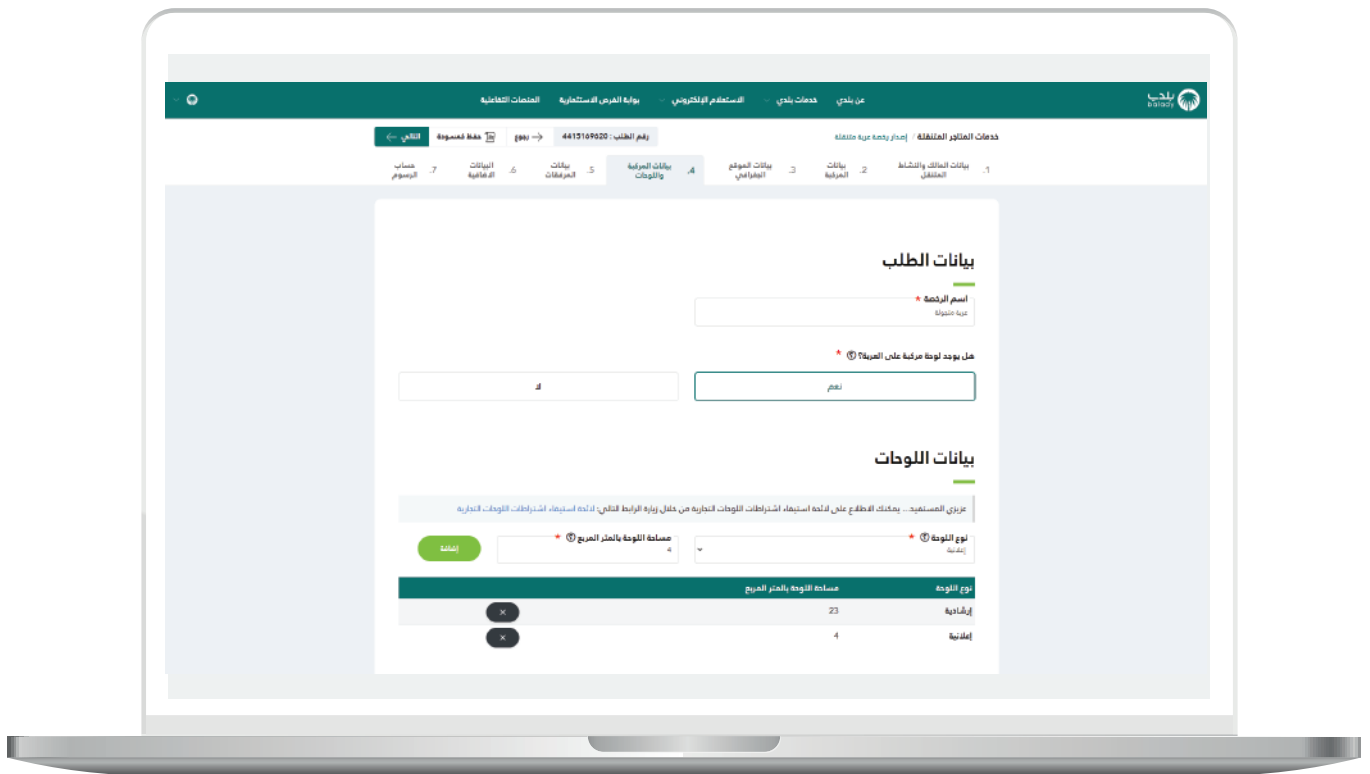 بلدي
balady
عن بلدي
خدمات بلدي
الاستعلام الإلكتروني
بوابة الفرص الاستثمارية
المنصات التفاعلية
خدمات المتاجر المتنقلة / إصدار رخصة عربة متنقلة
رقم الطلب : 4415169620
رجوع
حفظ كمسودة
التالي
1. بيانات المالك والنشاط المتنقل
2. بيانات المركبة
3. بيانات الموقع الجغرافي
4. بيانات المركبة واللوحات
5. بيانات المرفقات
6. البيانات الاضافية
7. حساب الرسوم
بيانات الطلب
اسم الرخصة *
عربة متجولة
هل يوجد لوحة مركبة على العربة؟ *
نعم
لا
بيانات اللوحات
عزيزي المستفيد... يمكنك الاطلاع على لائحة استيفاء اشتراطات اللوحات التجارية من خلال زيارة الرابط التالي: لائحة استيفاء اشتراطات اللوحات التجارية
نوع اللوحة *
إعلانية
مساحة اللوحة بالمتر المربع *
4
إضافة
نوع اللوحة مساحة اللوحة بالمتر المربع
إرشادية 23
إعلانية 4